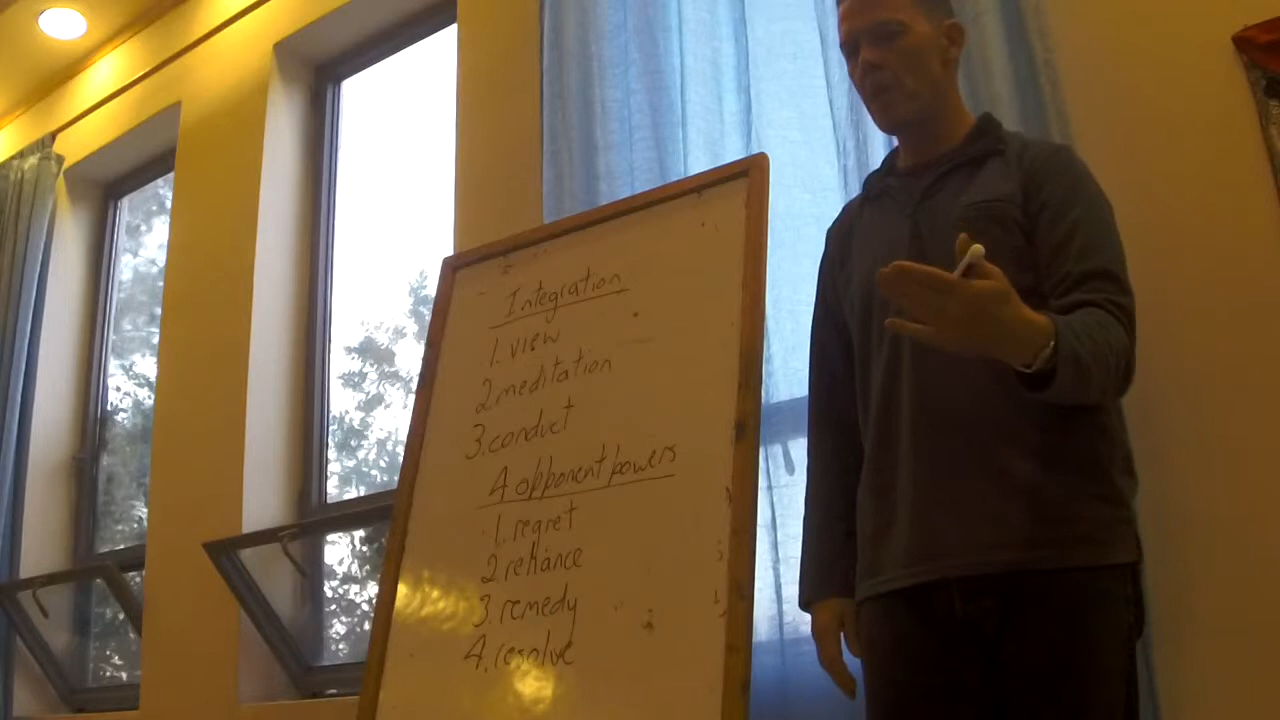 Integration
1. view
2. meditation
3. conduct
4 opponent powers
1. regret
2. reliance
3. remedy
4. resolve